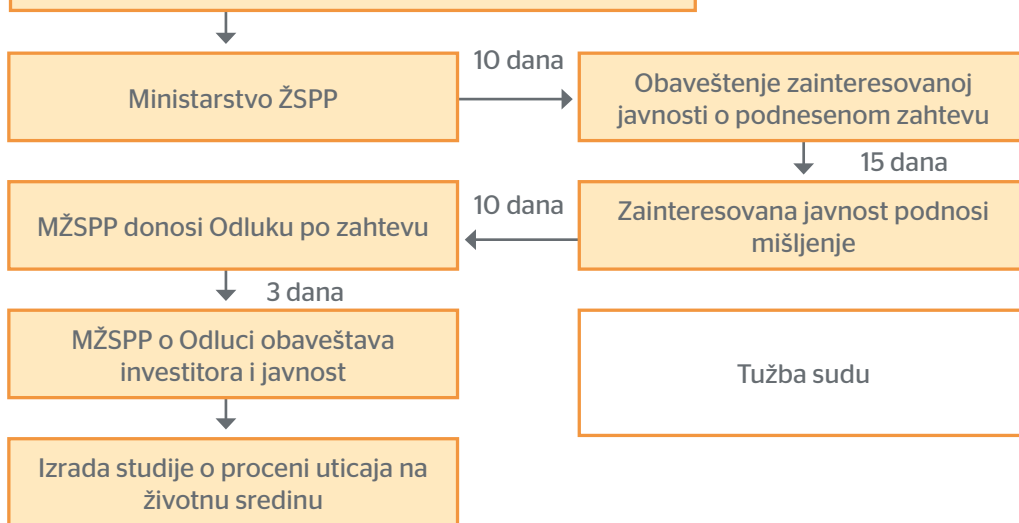 Ministarstvo ŽSPP
10 dana
Obaveštenje zainteresovanoj
javnosti o podnesenom zahtevu
15 dana
MŽSPP donosi Odluku po zahtevu
10 dana
Zainteresovana javnost podnosi
mišljenje
3 dana
MŽSPP o Odluci obaveštava
investitora i javnost
Tužba sudu
Izrada studije o proceni uticaja na
životnu sredinu